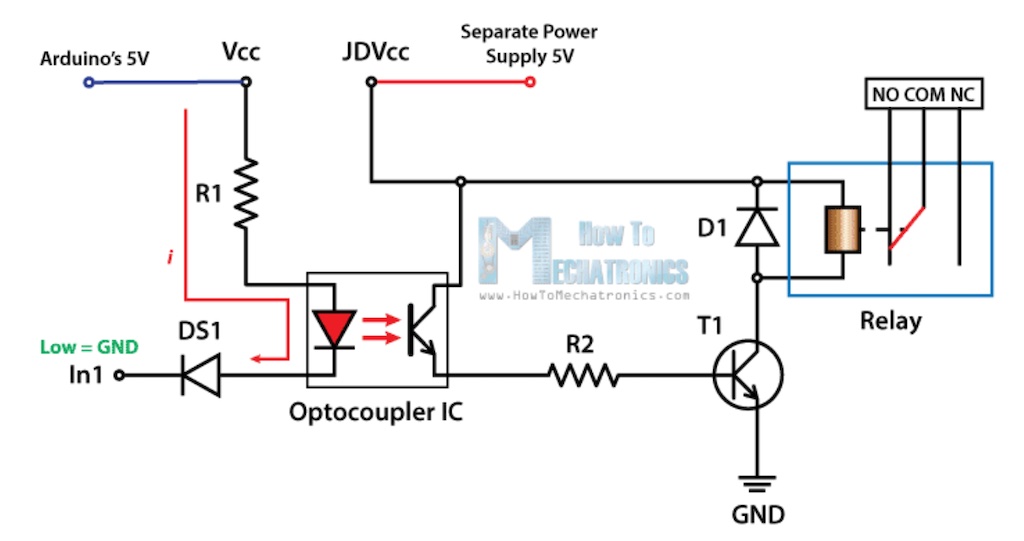 Separate Power
Supply 5V
Arduino's 5V
Vcc
JDVcc
NO COM NC
R1
D1
How To
MECHATRONICS
www.HowToMechatronics.com
i
Relay
DS1
T1
Low = GND
R2
In1
Optocoupler IC
GND